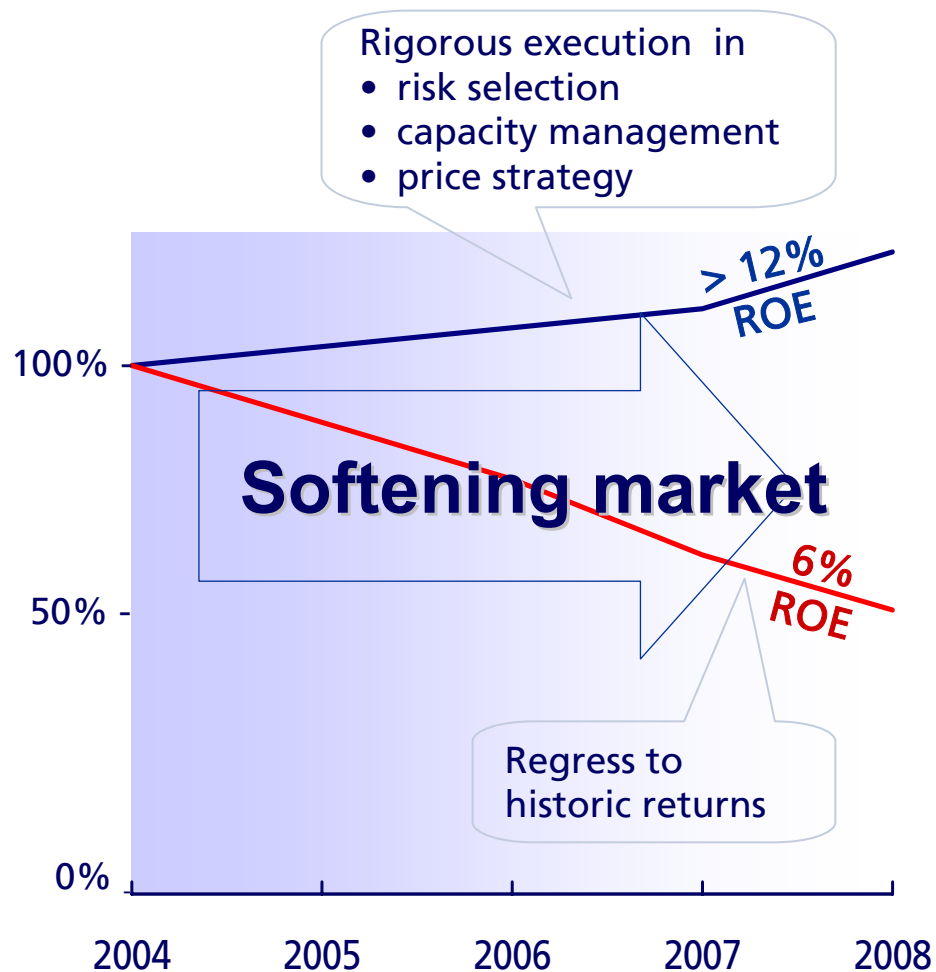 Rigorous execution in
• risk selection
• capacity management
• price strategy
> 12%
ROE
100%
Softening market
6%
ROE
50%
Regress to
historic returns
0%
2004 2005 2006 2007 2008